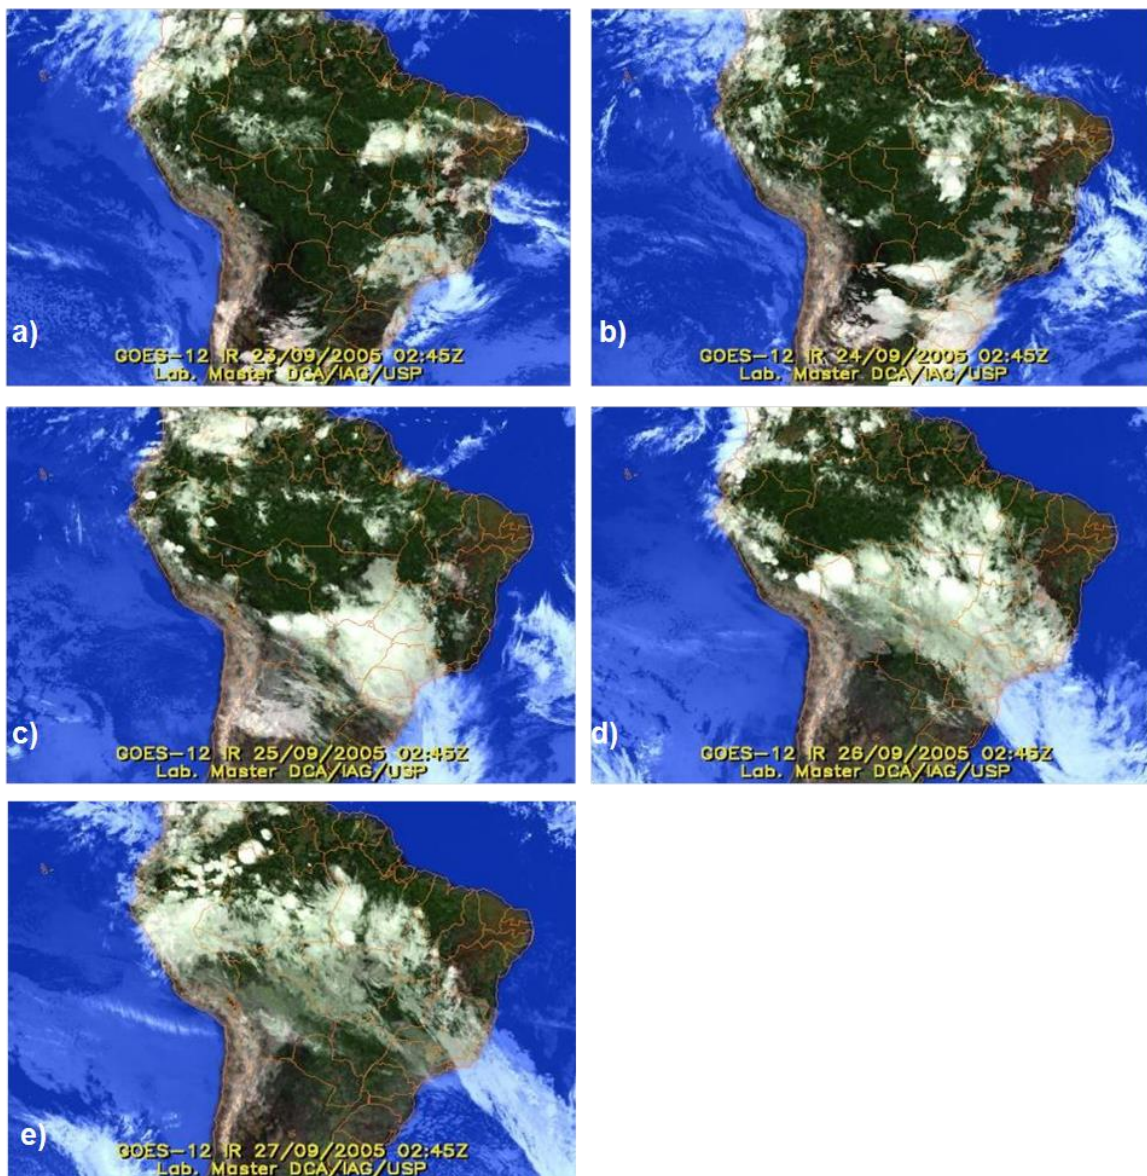 a)
GOES-12 IR 23/09/2005 02:45Z
Lab. Master DCA/IAG/USP
b)
GOES-12 IR 24/09/2005 02:45Z
Lab. Master DCA/IAG/USP
c)
GOES-12 IR 25/09/2005 02:45Z
Lab. Master DCA/IAG/USP
d)
GOES-12 IR 26/09/2005 02:45Z
Lab. Master DCA/IAG/USP
e)
GOES-12 IR 27/09/2005 02:45Z
Lab. Master DCA/IAG/USP